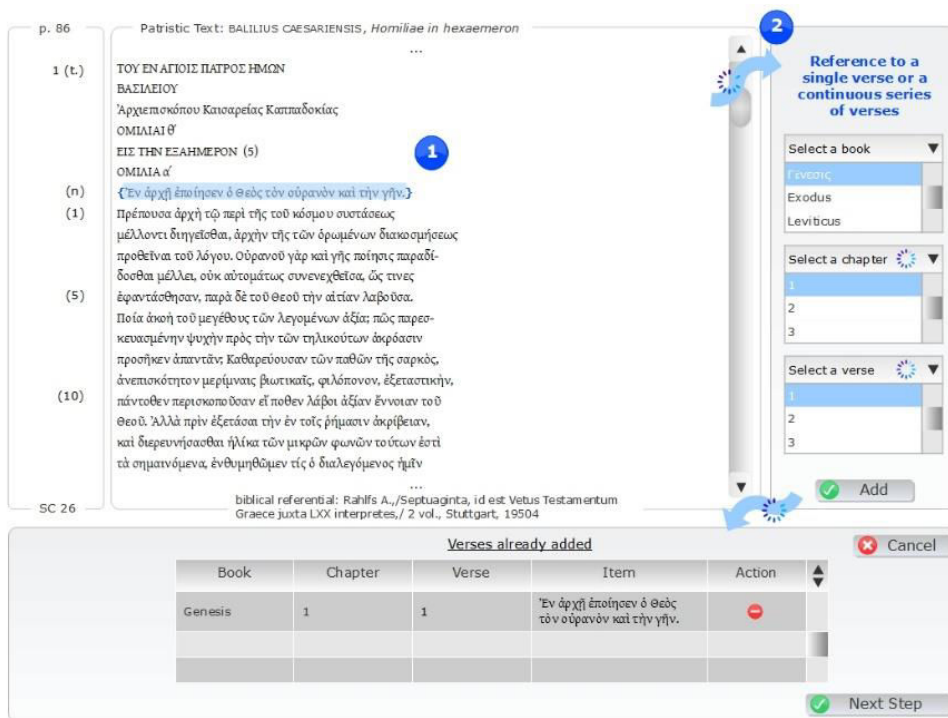 p. 86
Patristic Text: BALILIUS CAESARIENSIS, Homiliae in hexaemeron
...
1 (t.)
ΤΟΥ ΕΝ ΑΓΙΟΙΣ ΠΑΤΡΟΣ ΗΜΩΝ
ΒΑΣΙΛΕΙΟΥ
Ἀρχιεπισκόπου Καισαρείας Καππαδοκίας
ΟΜΙΛΙΑΙ θ´
ΕΙΣ ΤΗΝ ΕΞΑΗΜΕΡΟΝ (5)
ΟΜΙΛΙΑ α´
(n)
{Ἐν ἀρχῇ ἐποίησεν ὁ Θεὸς τὸν οὐρανὸν καὶ τὴν γῆν.}
(1)
Πρέπουσα ἀρχὴ τῷ περὶ τῆς τοῦ κόσμου συστάσεως
μέλλοντι διηγεῖσθαι, ἀρχὴν τῆς τῶν ὁρωμένων διακοσμήσεως
προθεῖναι τοῦ λόγου. Οὐρανοῦ γὰρ καὶ γῆς ποίησις παραδί-
δοσθαι μέλλει, οὐκ αὐτομάτως συνενεχθεῖσα, ὥς τινες
(5)
ἐφαντάσθησαν, παρὰ δὲ τοῦ Θεοῦ τὴν αἰτίαν λαβοῦσα.
Ποία ἀκοὴ τοῦ μεγέθους τῶν λεγομένων ἀξία; πῶς παρεσ-
κευασμένην ψυχὴν πρὸς τὴν τῶν τηλικούτων ἀκρόασιν
προσῆκεν ἀπαντᾶν; Καθαρεύουσαν τῶν παθῶν τῆς σαρκὸς,
ἀνεπισκότητον μερίμναις βιωτικαῖς, φιλόπονον, ἐξεταστικὴν,
(10)
πάντοθεν περισκοποῦσαν εἴ ποθεν λάβοι ἀξίαν ἔννοιαν τοῦ
Θεοῦ. Ἀλλὰ πρὶν ἐξετάσαι τὴν ἐν τοῖς ῥήμασιν ἀκρίβειαν,
καὶ διερευνήσασθαι ἡλίκα τῶν μικρῶν φωνῶν τούτων ἐστὶ
τὰ σημαινόμενα, ἐνθυμηθῶμεν τίς ὁ διαλεγόμενος ἡμῖν
...
SC 26
biblical referential: Rahlfs A.,/Septuaginta, id est Vetus Testamentum
Graece juxta LXX interpretes,/ 2 vol., Stuttgart, 19504
1
2
Reference to a
single verse or a
continuous series
of verses
Select a book
Γένεσις
Exodus
Leviticus
Select a chapter
1
2
3
Select a verse
1
2
3
Add
Verses already added
Cancel
Book Chapter Verse Item Action
Genesis 1 1 Ἐν ἀρχῇ ἐποίησεν ὁ Θεὸς
τὸν οὐρανὸν καὶ τὴν γῆν.
Next Step